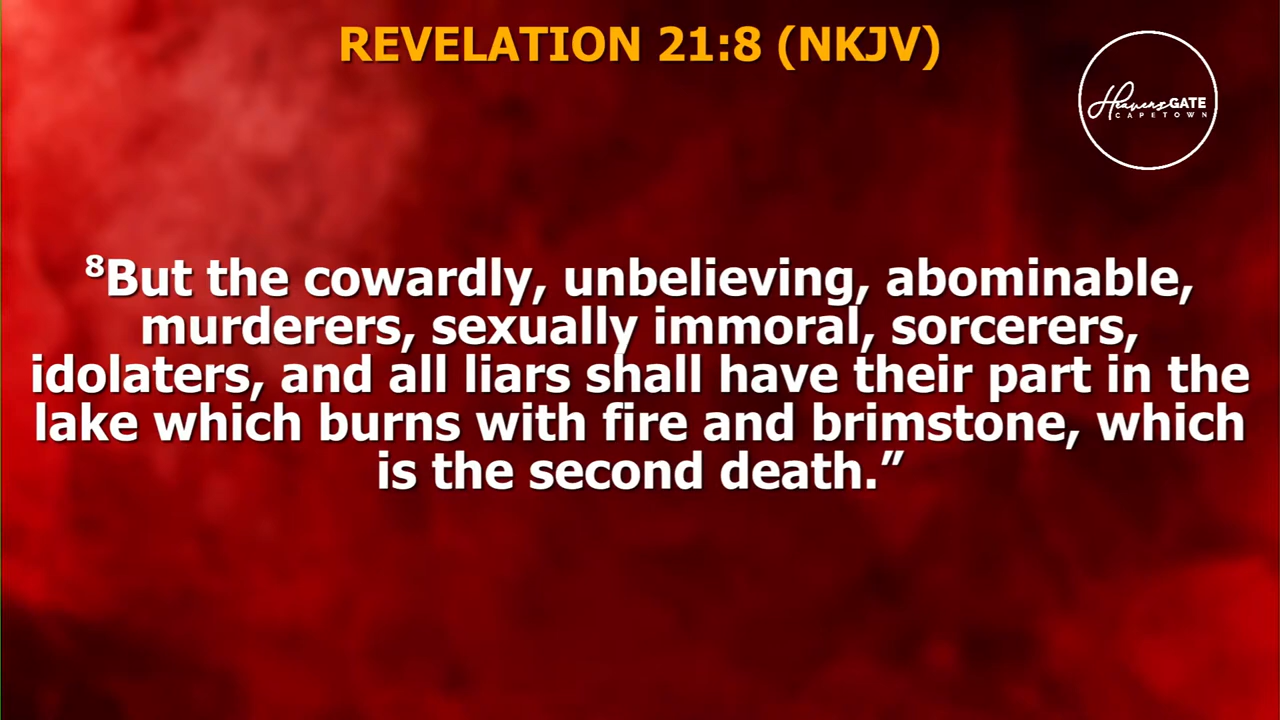 REVELATION 21:8 (NKJV)
HeavensGATE
CAPETOWN
⁸But the cowardly, unbelieving, abominable,
murderers, sexually immoral, sorcerers,
idolaters, and all liars shall have their part in the
lake which burns with fire and brimstone, which
is the second death.”